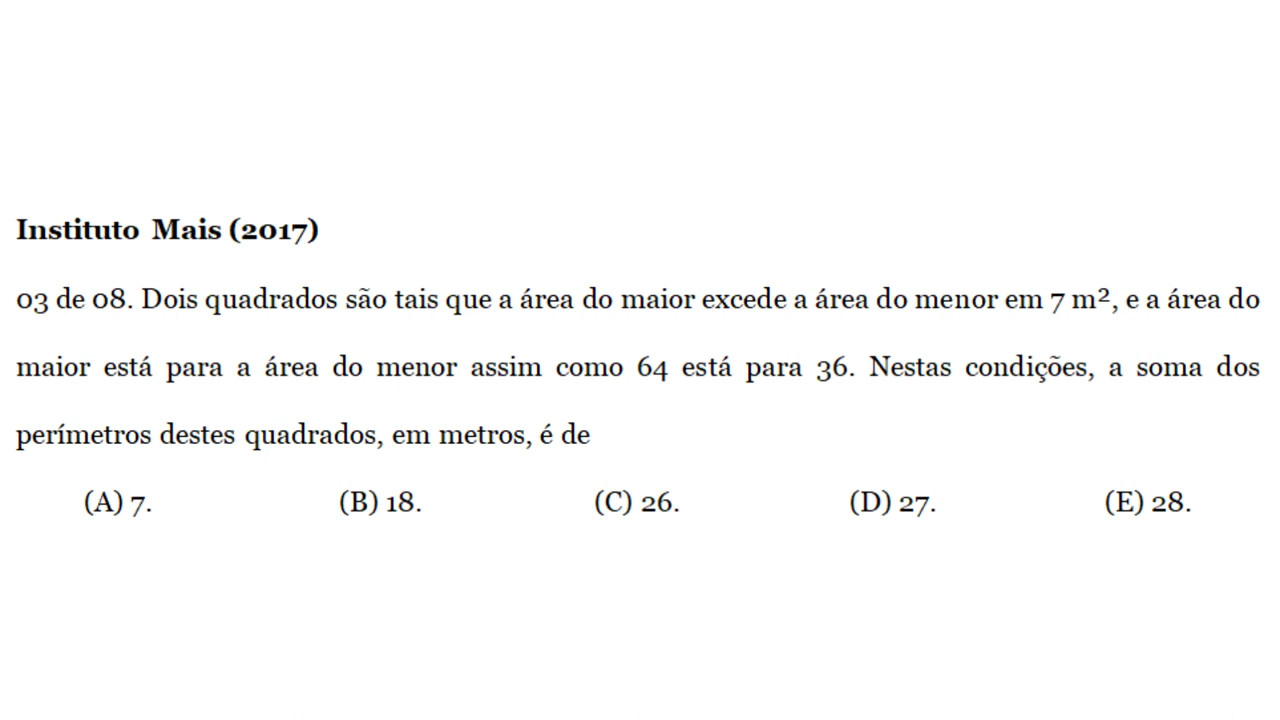 Instituto Mais (2017)
03 de 08. Dois quadrados são tais que a área do maior excede a área do menor em 7 m², e a área do
maior está para a área do menor assim como 64 está para 36. Nestas condições, a soma dos
perímetros destes quadrados, em metros, é de
(A) 7. (B) 18. (C) 26. (D) 27. (E) 28.